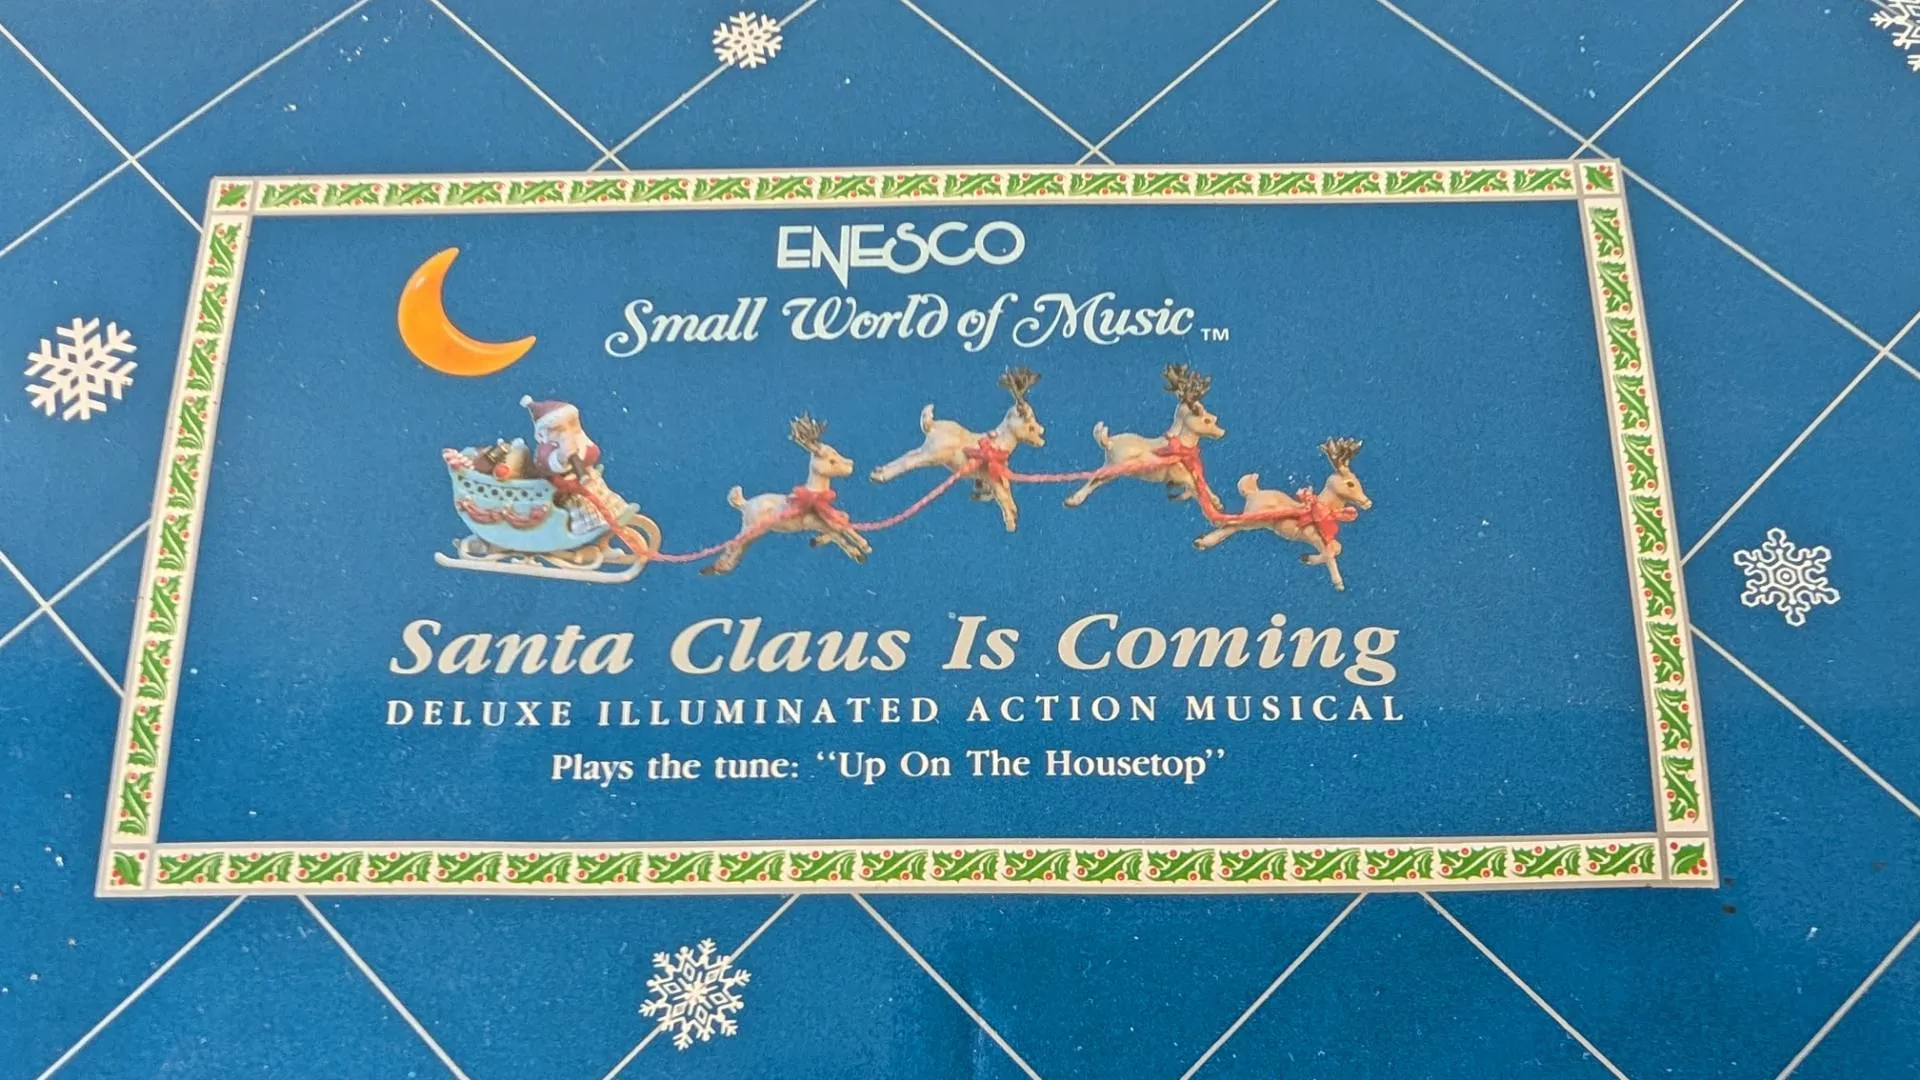 ENESCO
Small World of Music™
Santa Claus Is Coming
DELUXE ILLUMINATED ACTION MUSICAL
Plays the tune: “Up On The Housetop”